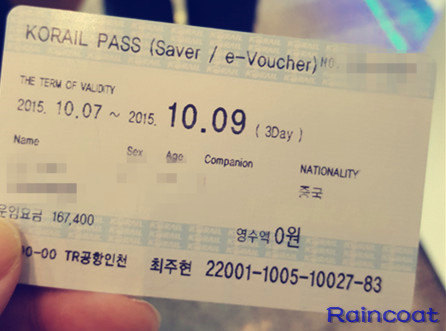 KORAIL PASS (Saver / e-Voucher) NO.
THE TERM OF VALIDITY
2015. 10.07 ~ 2015. 10.09 ( 3Day )
Name Sex Age Companion NATIONALITY
중국
운임요금 167,400 영수액 0원
00-00 TR공항인천 최주현 22001-1005-10027-83
Raincoat